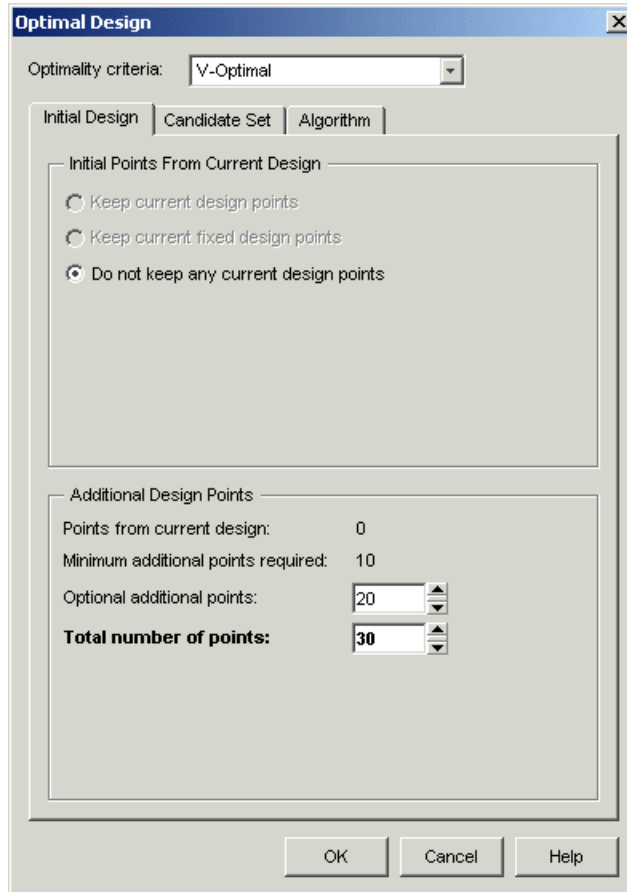 Optimal Design
Optimality criteria: V-Optimal
Initial Design Candidate Set Algorithm
Initial Points From Current Design
Keep current design points
Keep current fixed design points
Do not keep any current design points
Additional Design Points
Points from current design: 0
Minimum additional points required: 10
Optional additional points: 20
Total number of points: 30
OK Cancel Help